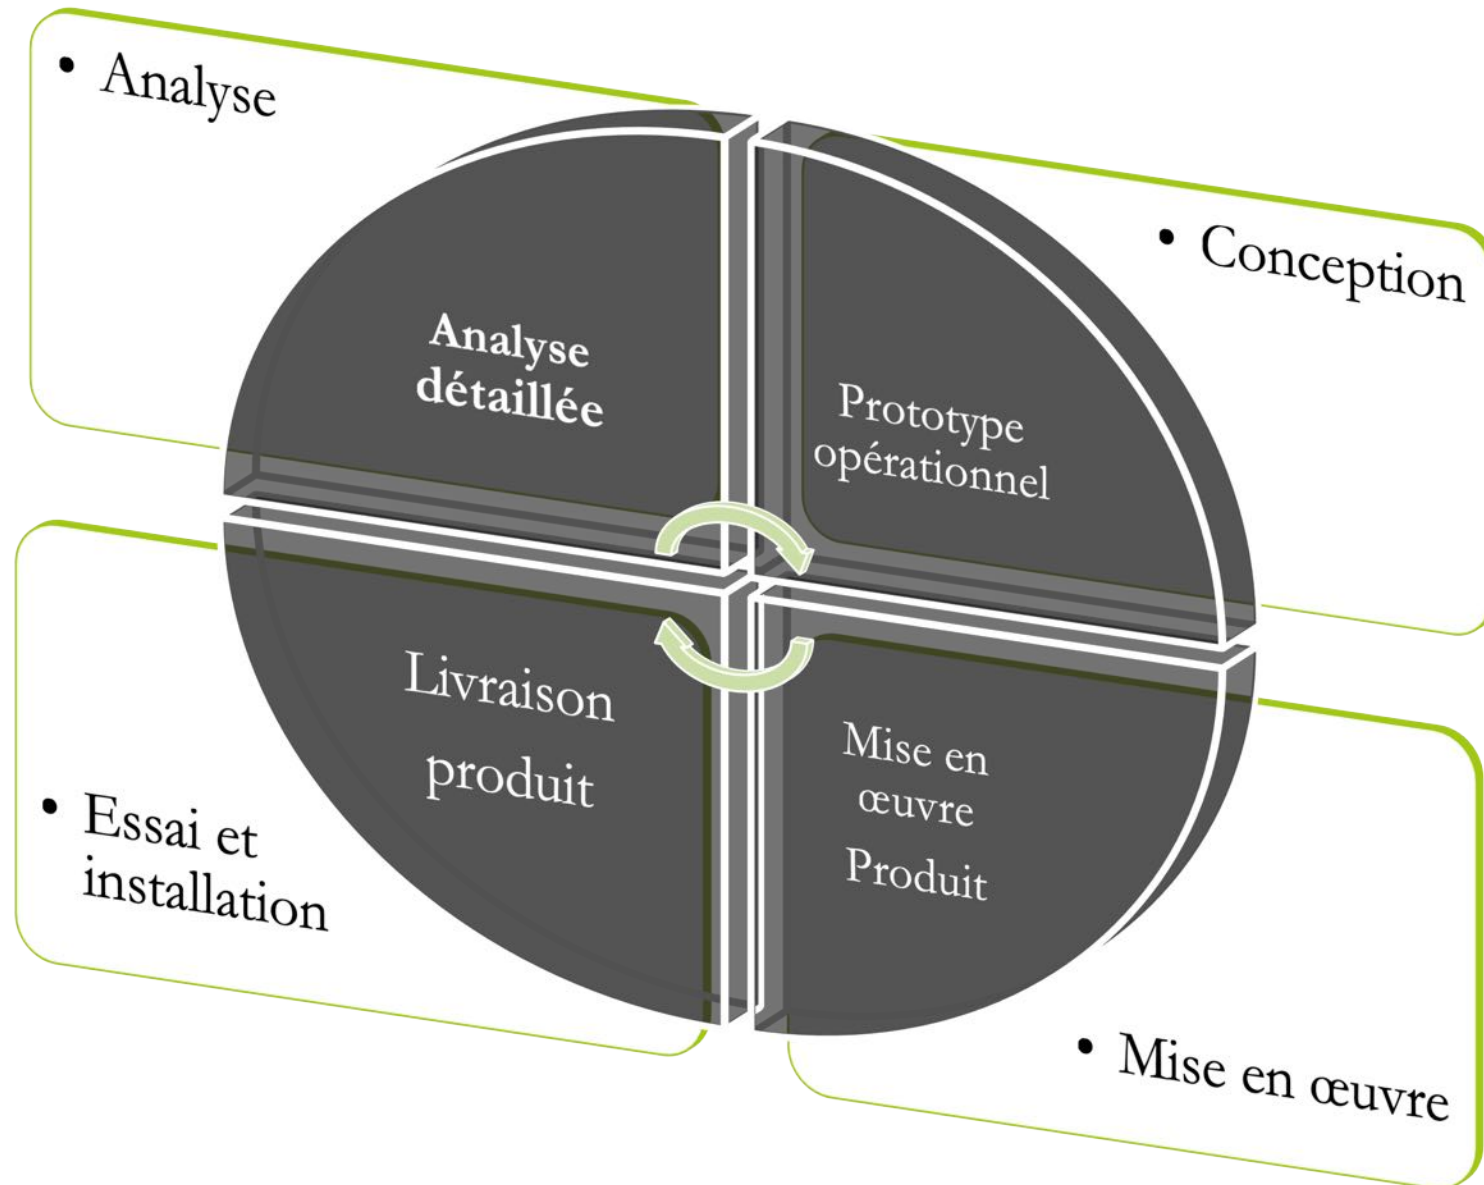 • Analyse
• Conception
Analyse
détaillée
Prototype
opérationnel
Livraison
produit
Mise en
œuvre
Produit
• Essai et
installation
• Mise en œuvre